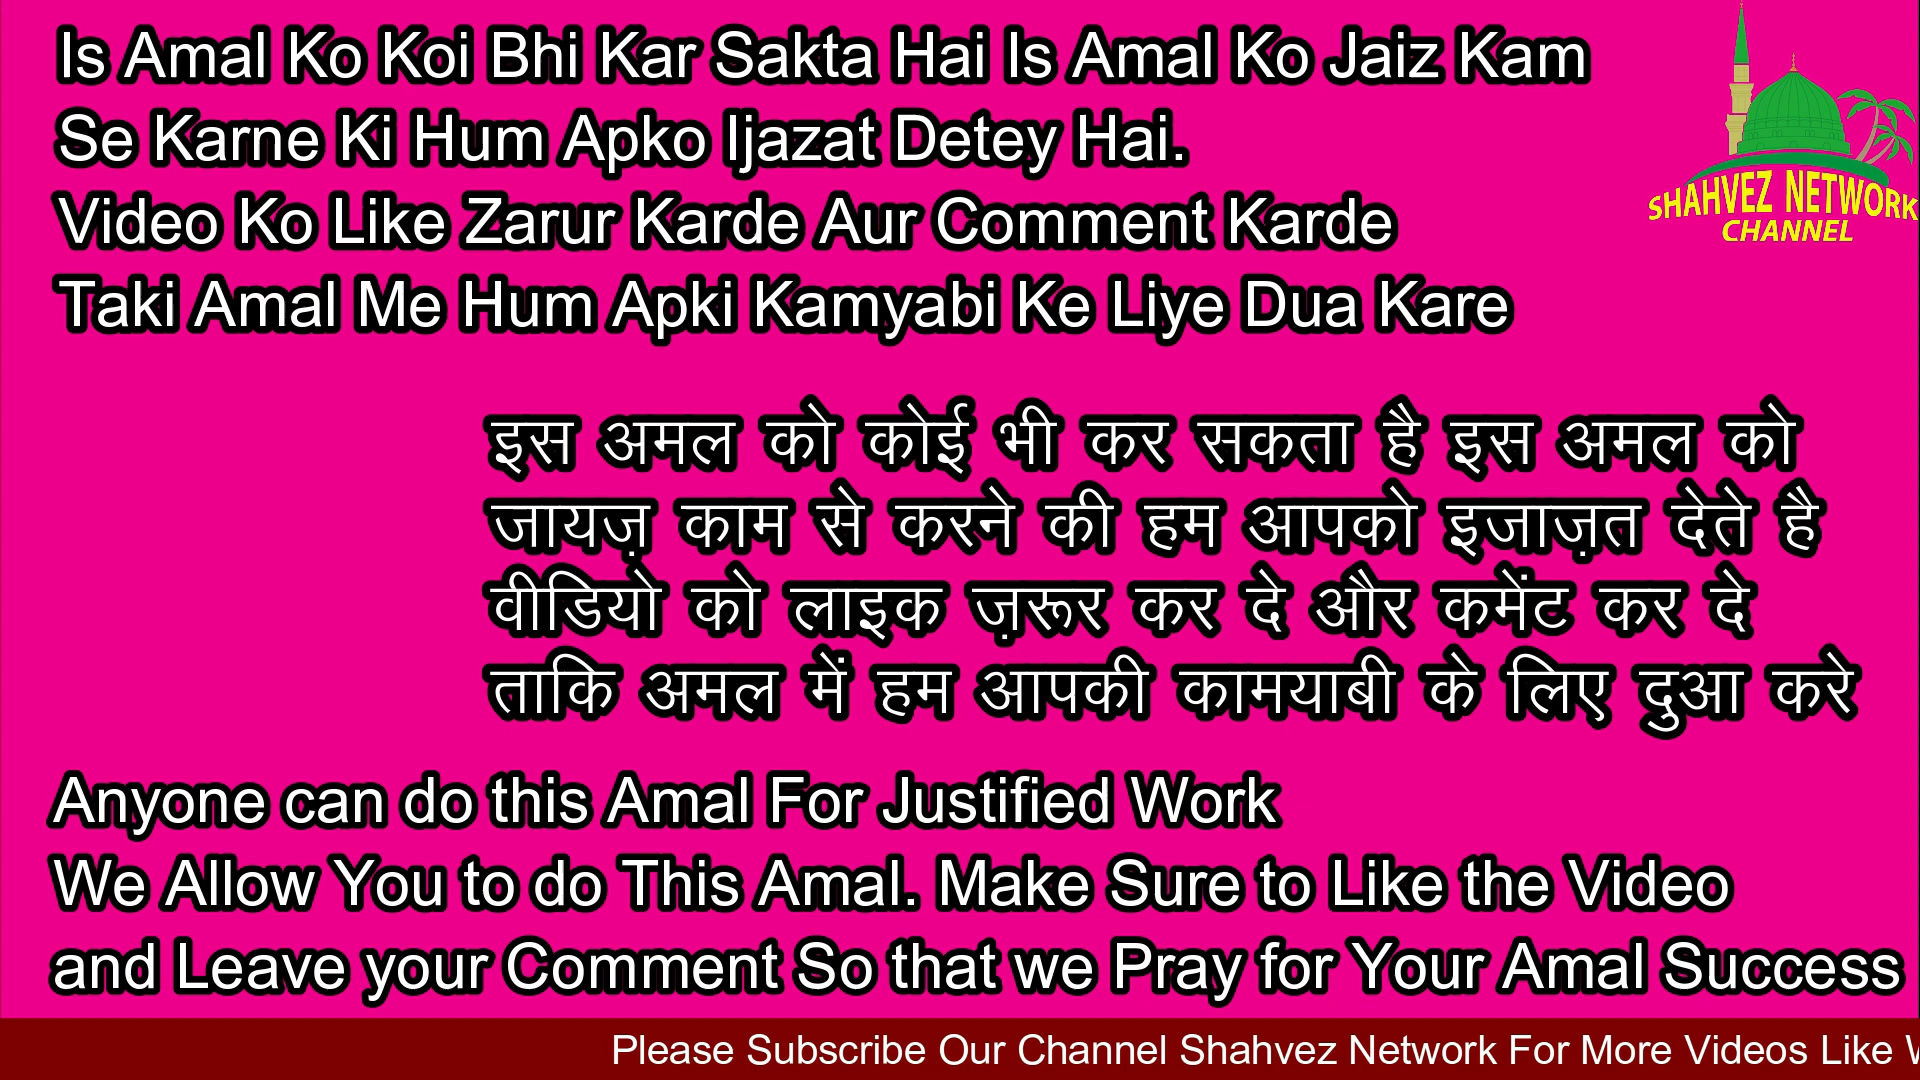 Is Amal Ko Koi Bhi Kar Sakta Hai Is Amal Ko Jaiz Kam
Se Karne Ki Hum Apko Ijazat Detey Hai.
Video Ko Like Zarur Karde Aur Comment Karde
Taki Amal Me Hum Apki Kamyabi Ke Liye Dua Kare
SHAHVEZ NETWORK
CHANNEL
इस अमल को कोई भी कर सकता है इस अमल को
जायज़ काम से करने की हम आपको इजाज़त देते है
वीडियो को लाइक ज़रूर कर दे और कमेंट कर दे
ताकि अमल में हम आपकी कामयाबी के लिए दुआ करे
Anyone can do this Amal For Justified Work
We Allow You to do This Amal. Make Sure to Like the Video
and Leave your Comment So that we Pray for Your Amal Success
Please Subscribe Our Channel Shahvez Network For More Videos Like